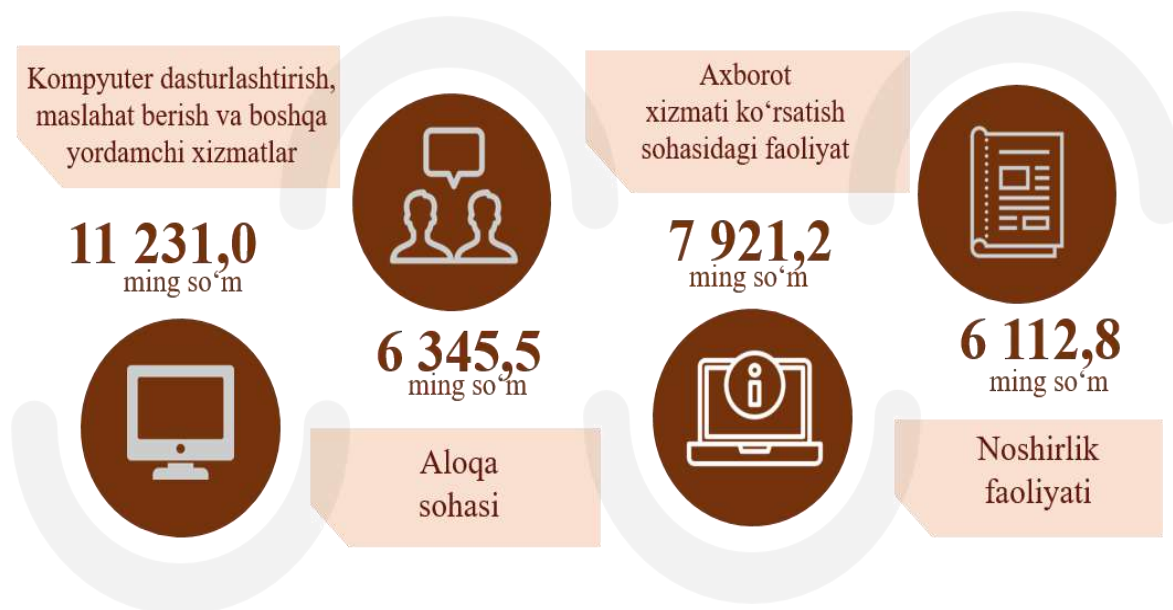 Kompyuter dasturlashtirish,
maslahat berish va boshqa
yordamchi xizmatlar
11 231,0
ming so‘m
6 345,5
ming so‘m
Aloqa
sohasi
Axborot
xizmati ko‘rsatish
sohasidagi faoliyat
7 921,2
ming so‘m
6 112,8
ming so‘m
Noshirlik
faoliyati